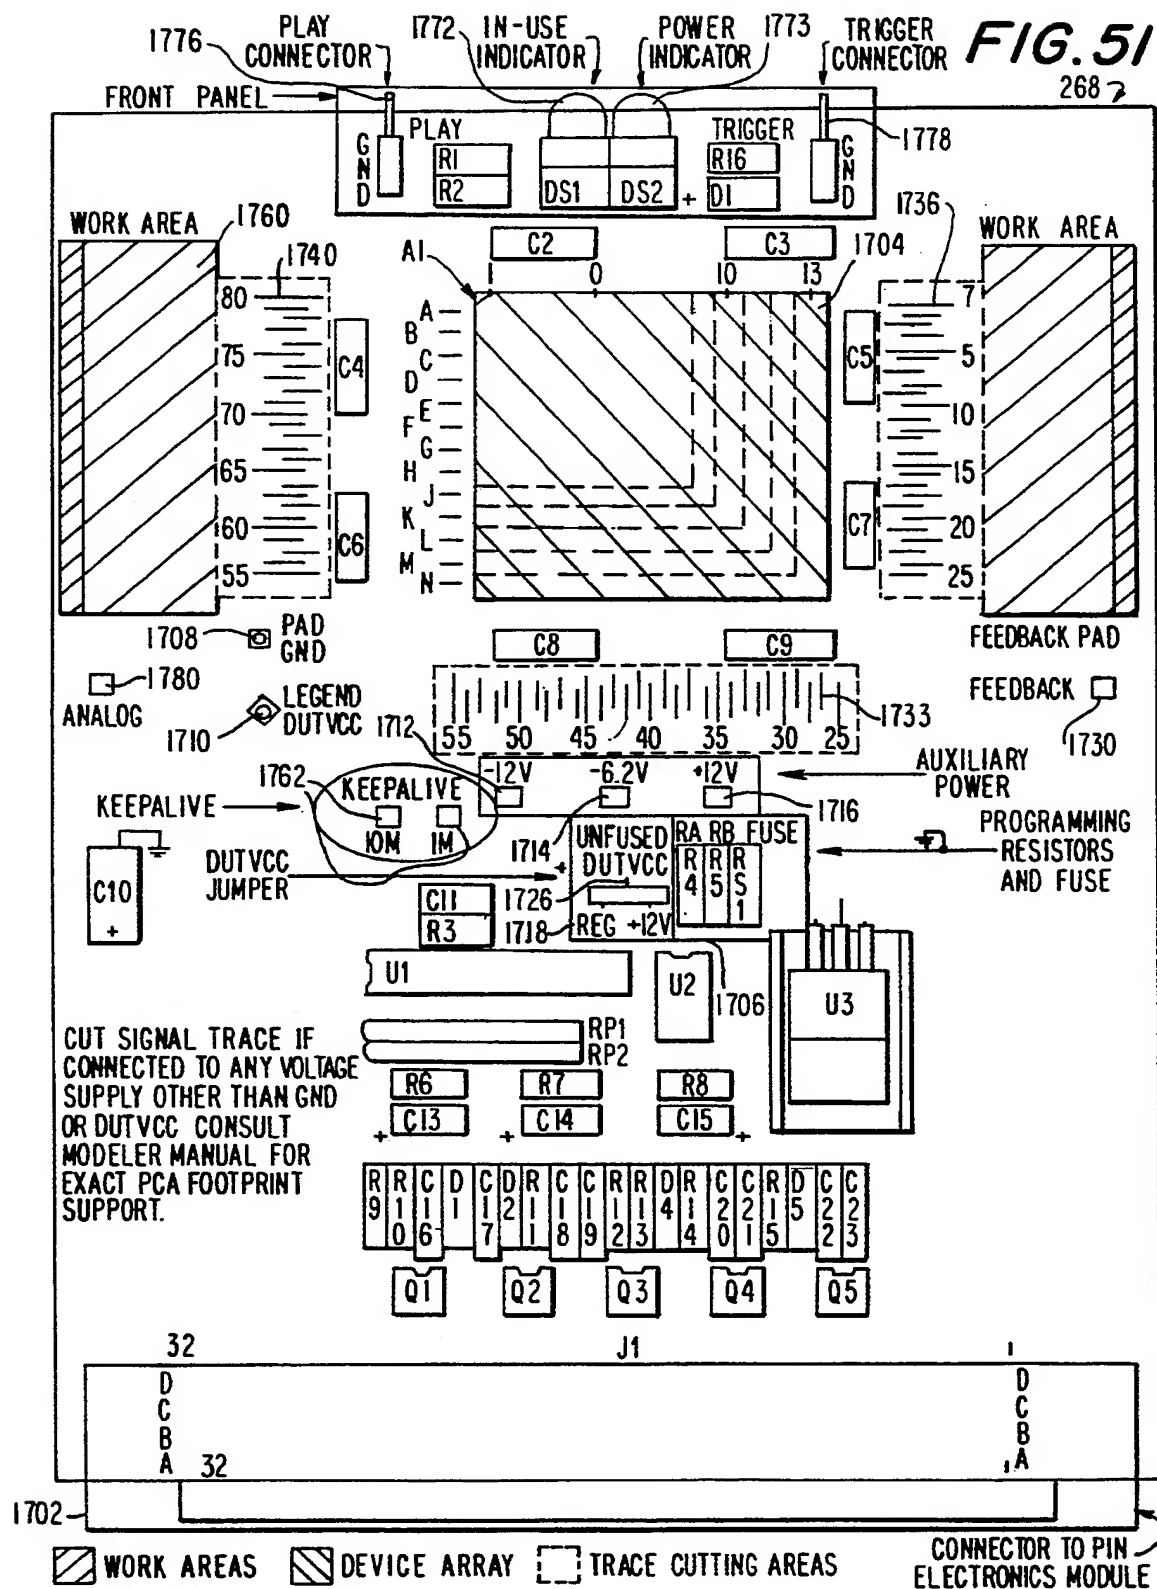 FIG. 51
1776
PLAY CONNECTOR
1772
IN-USE INDICATOR
POWER INDICATOR
1773
TRIGGER CONNECTOR
268
FRONT PANEL
GND
PLAY
R1
R2
DS1
DS2
+
TRIGGER
R16
D1
GND
1778
WORK AREA
1760
1740
A1
C2
C3
1704
1736
WORK AREA
1
0
10
13
80
75
70
65
60
55
C4
C6
A
B
C
D
E
F
G
H
J
K
L
M
N
C5
C7
7
5
10
15
20
25
1708
PAD GND
C8
C9
FEEDBACK PAD
1780
ANALOG
1710
LEGEND DUTVCC
FEEDBACK
1730
1733
55 50 45 40 35 30 25
1712
-12V
-6.2V
+12V
AUXILIARY POWER
1762
KEEPALIVE
KEEPALIVE
10M
1M
1714
1716
C10
+
DUTVCC JUMPER
+
UNFUSED DUTVCC
RA RB FUSE
R4
R5
RS1
PROGRAMMING RESISTORS AND FUSE
1726
1718
REG +12V
C11
R3
1706
U1
U2
U3
RP1
RP2
CUT SIGNAL TRACE IF
CONNECTED TO ANY VOLTAGE
SUPPLY OTHER THAN GND
OR DUTVCC CONSULT
MODELER MANUAL FOR
EXACT PCA FOOTPRINT
SUPPORT.
R6
R7
R8
+ C13
+ C14
C15 +
R9 R10 C16 D1 C17 D2 R11 C18 C19 R12 R13 D4 R14 C20 C21 R15 D5 C22 C23
Q1 Q2 Q3 Q4 Q5
32
J1
1
D
C
B
A
32
D
C
B
A
1
1702
CONNECTOR TO PIN ELECTRONICS MODULE
WORK AREAS
DEVICE ARRAY
TRACE CUTTING AREAS